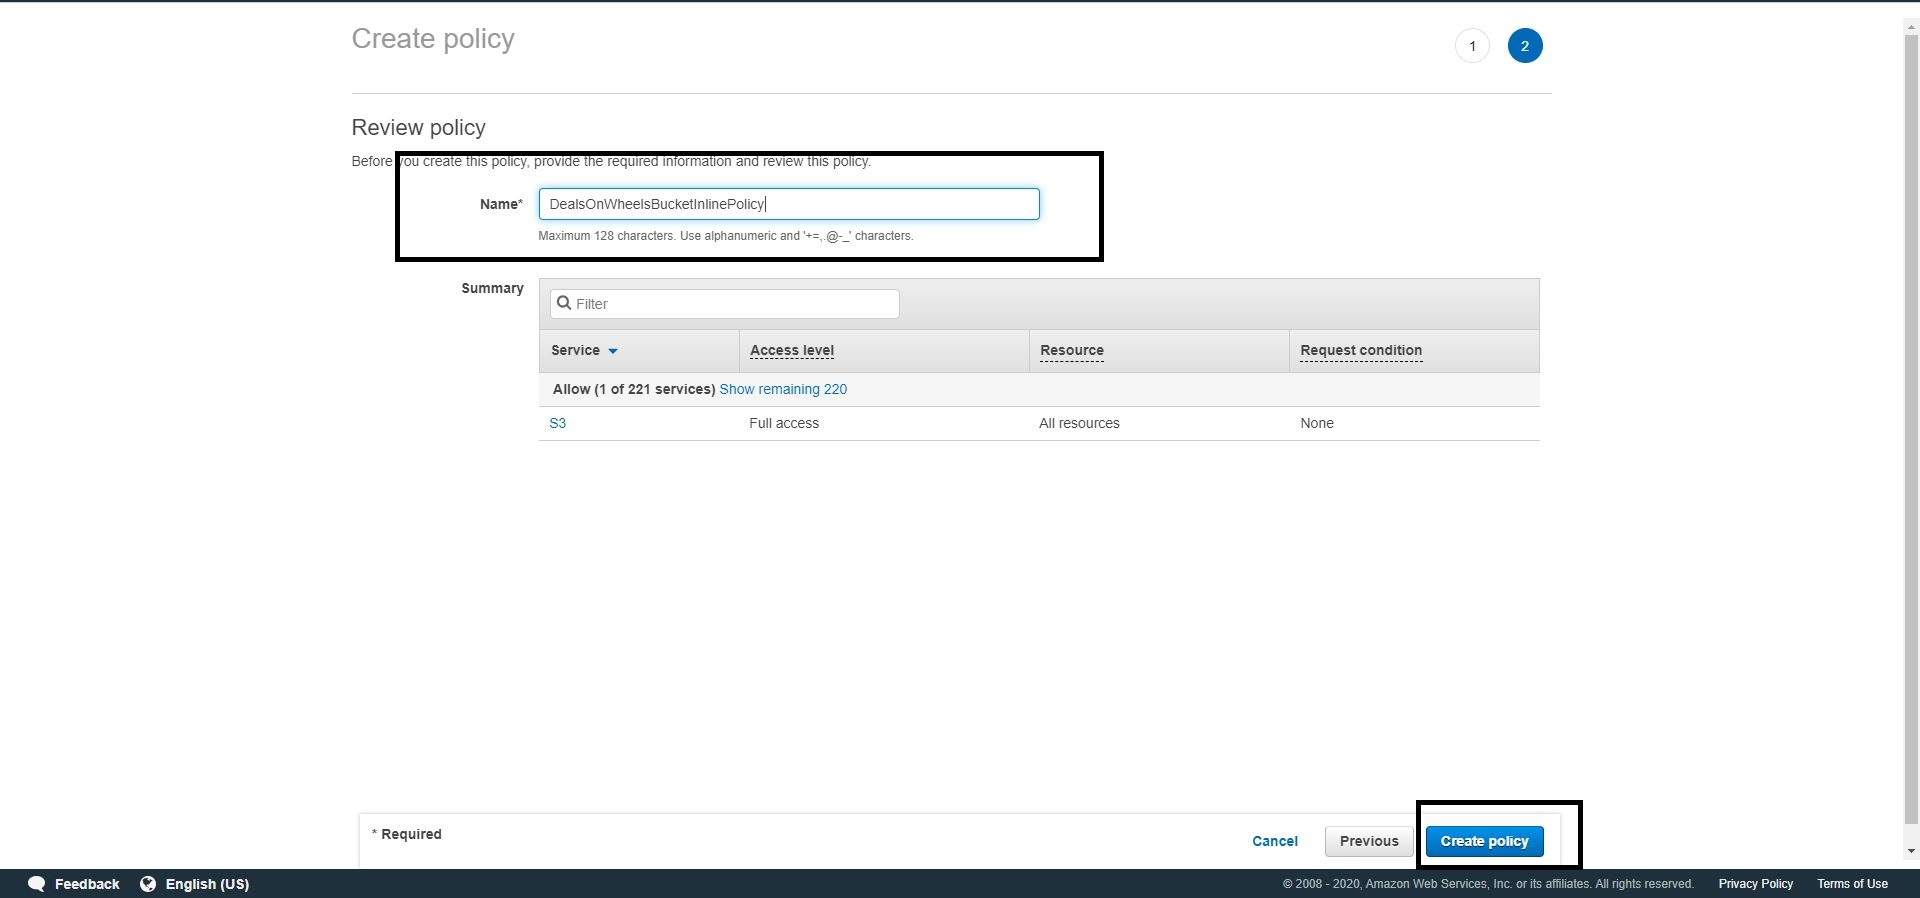 Create policy
1 2
Review policy
Before you create this policy, provide the required information and review this policy.
Name* DealsOnWheelsBucketInlinePolicy
Maximum 128 characters. Use alphanumeric and '+=,.@-_' characters.
Summary Filter
Service Access level Resource Request condition
Allow (1 of 221 services) Show remaining 220
S3 Full access All resources None
* Required Cancel Previous Create policy
Feedback English (US) © 2008 - 2020, Amazon Web Services, Inc. or its affiliates. All rights reserved. Privacy Policy Terms of Use